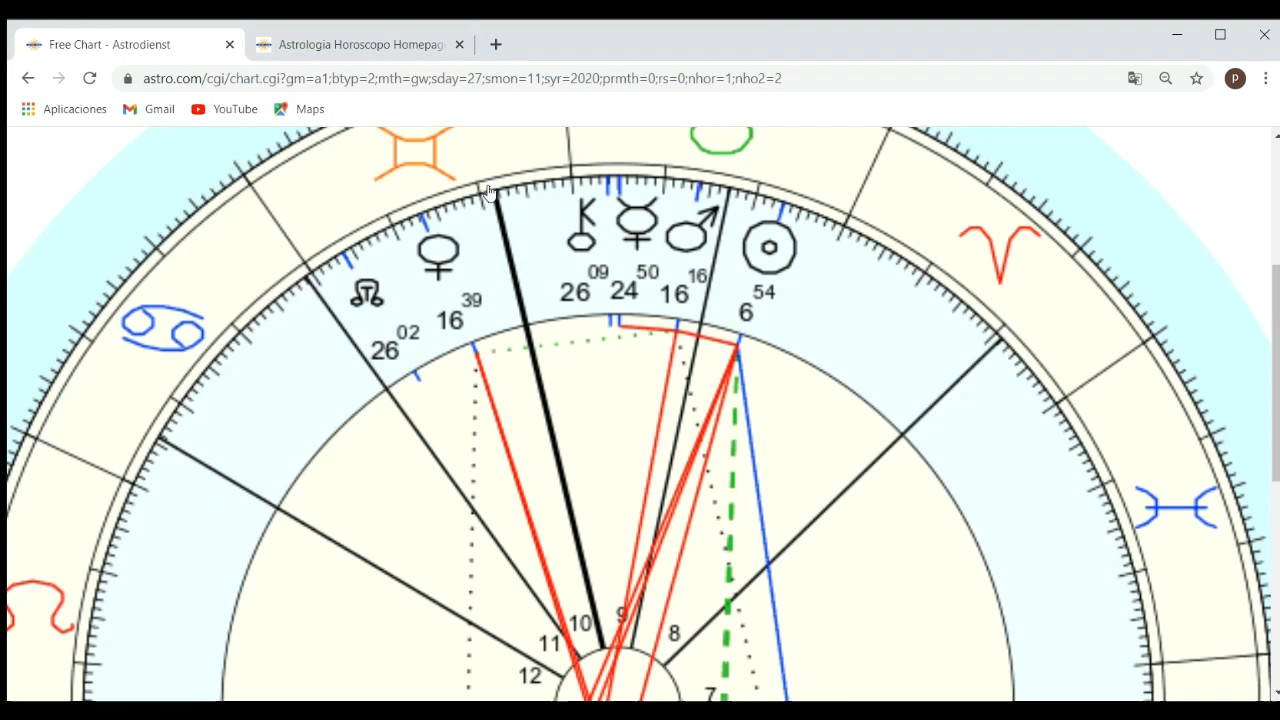 Free Chart - Astrodienst
Astrologia Horoscopo Homepag
astro.com/cgi/chart.cgi?gm=a1;btyp=2;mth=gw;sday=27;smon=11;syr=2020;prmth=0;rs=0;nhor=1;nho2=2
P
Aplicaciones
Gmail
YouTube
Maps
26 02
16 39
26 09
24 50
16 16
6 54
12
11
10
9
8
7